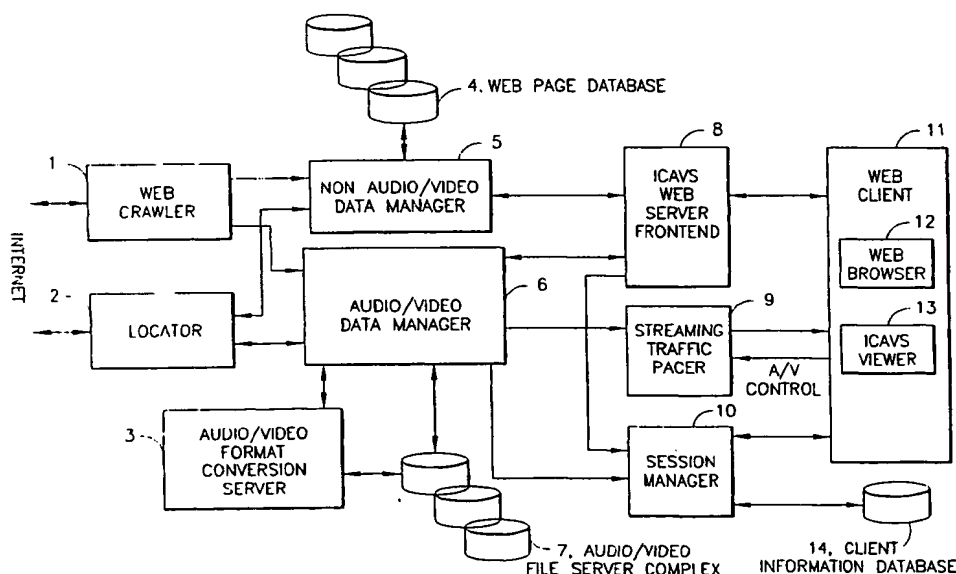 4, WEB PAGE DATABASE
1
WEB
CRAWLER
5
NON AUDIO/VIDEO
DATA MANAGER
8
ICAVS
WEB
SERVER
FRONTEND
11
WEB
CLIENT
12
WEB
BROWSER
13
ICAVS
VIEWER
INTERNET
2
LOCATOR
6
AUDIO/VIDEO
DATA MANAGER
9
STREAMING
TRAFFIC
PACER
A/V
CONTROL
3
AUDIO/VIDEO
FORMAT
CONVERSION
SERVER
10
SESSION
MANAGER
7, AUDIO/VIDEO
FILE SERVER COMPLEX
14, CLIENT
INFORMATION DATABASE